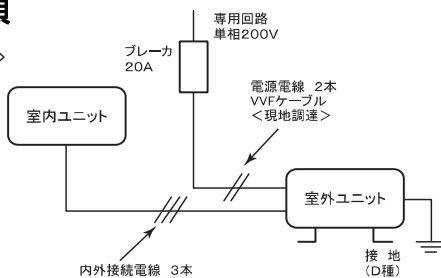 専用回路
単相200V
ブレーカ
20A
電源電線 2本
VVFケーブル
<現地調達>
室内ユニット
室外ユニット
内外接続電線 3本
接 地
(D種)